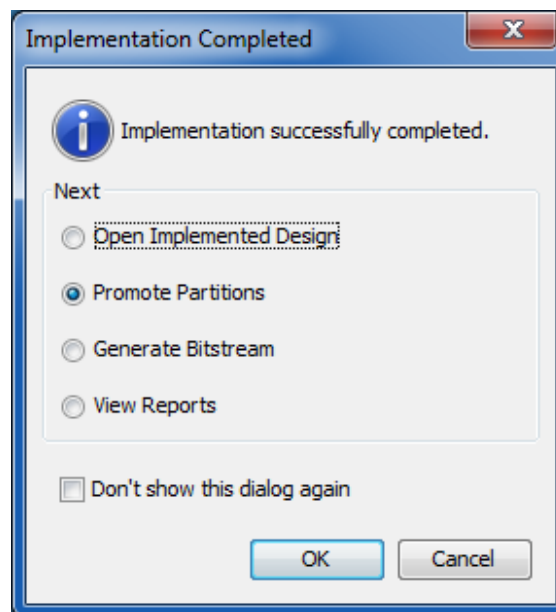 Implementation Completed
Implementation successfully completed.
Next
Open Implemented Design
Promote Partitions
Generate Bitstream
View Reports
Don't show this dialog again
OK
Cancel